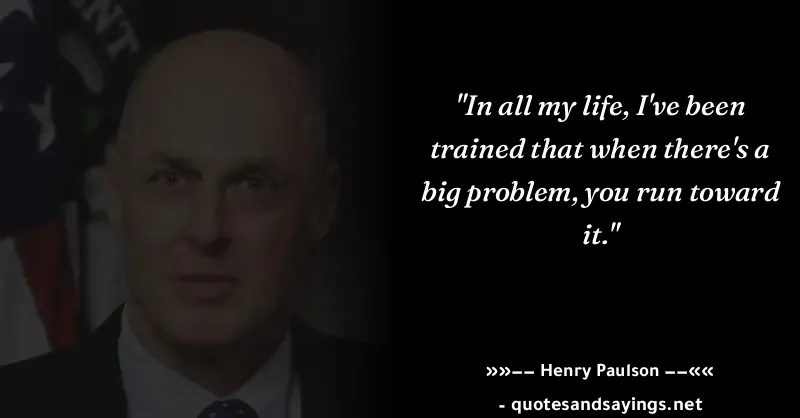 ENT
"In all my life, I've been
trained that when there's a
big problem, you run toward
it."
»»–– Henry Paulson ––««
- quotesandsayings.net